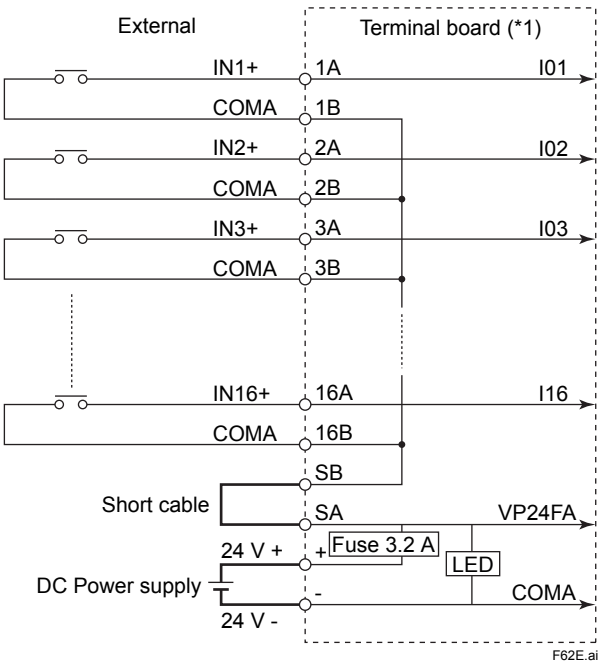 External
Terminal board (*1)
IN1+ 1A I01
COMA 1B
IN2+ 2A I02
COMA 2B
IN3+ 3A I03
COMA 3B
IN16+ 16A I16
COMA 16B
SB
Short cable
SA VP24FA
24 V + + Fuse 3.2 A
LED
DC Power supply
- COMA
24 V -
F62E.ai